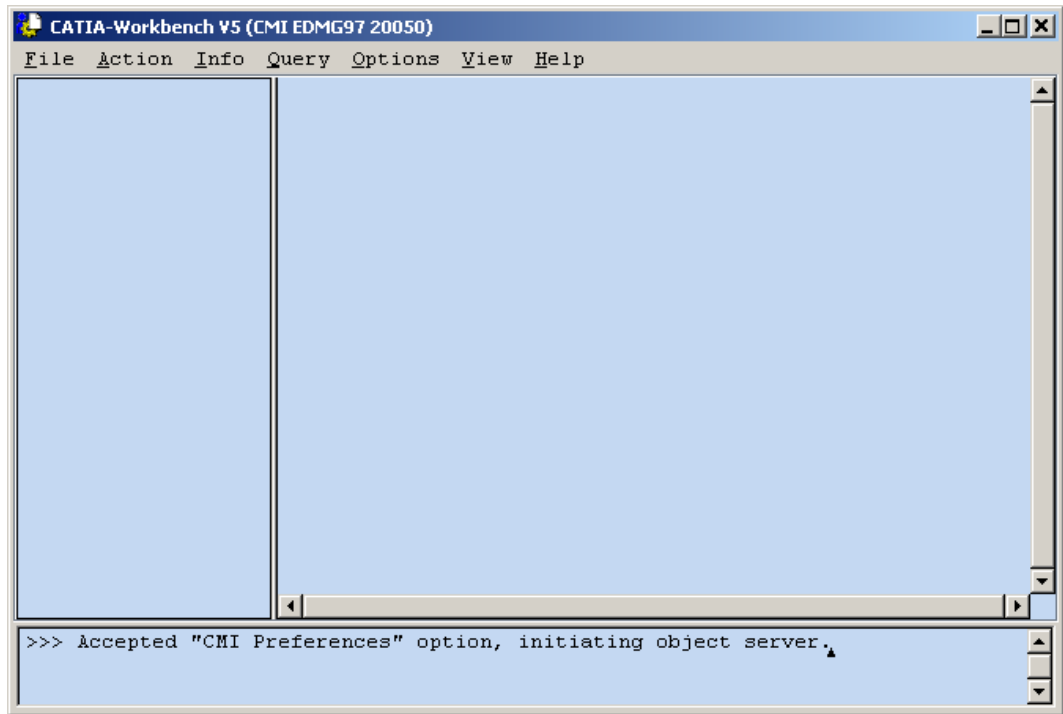 CATIA-Workbench V5 (CMI EDMG97 20050)
File Action Info Query Options View Help
>>> Accepted "CMI Preferences" option, initiating object server.